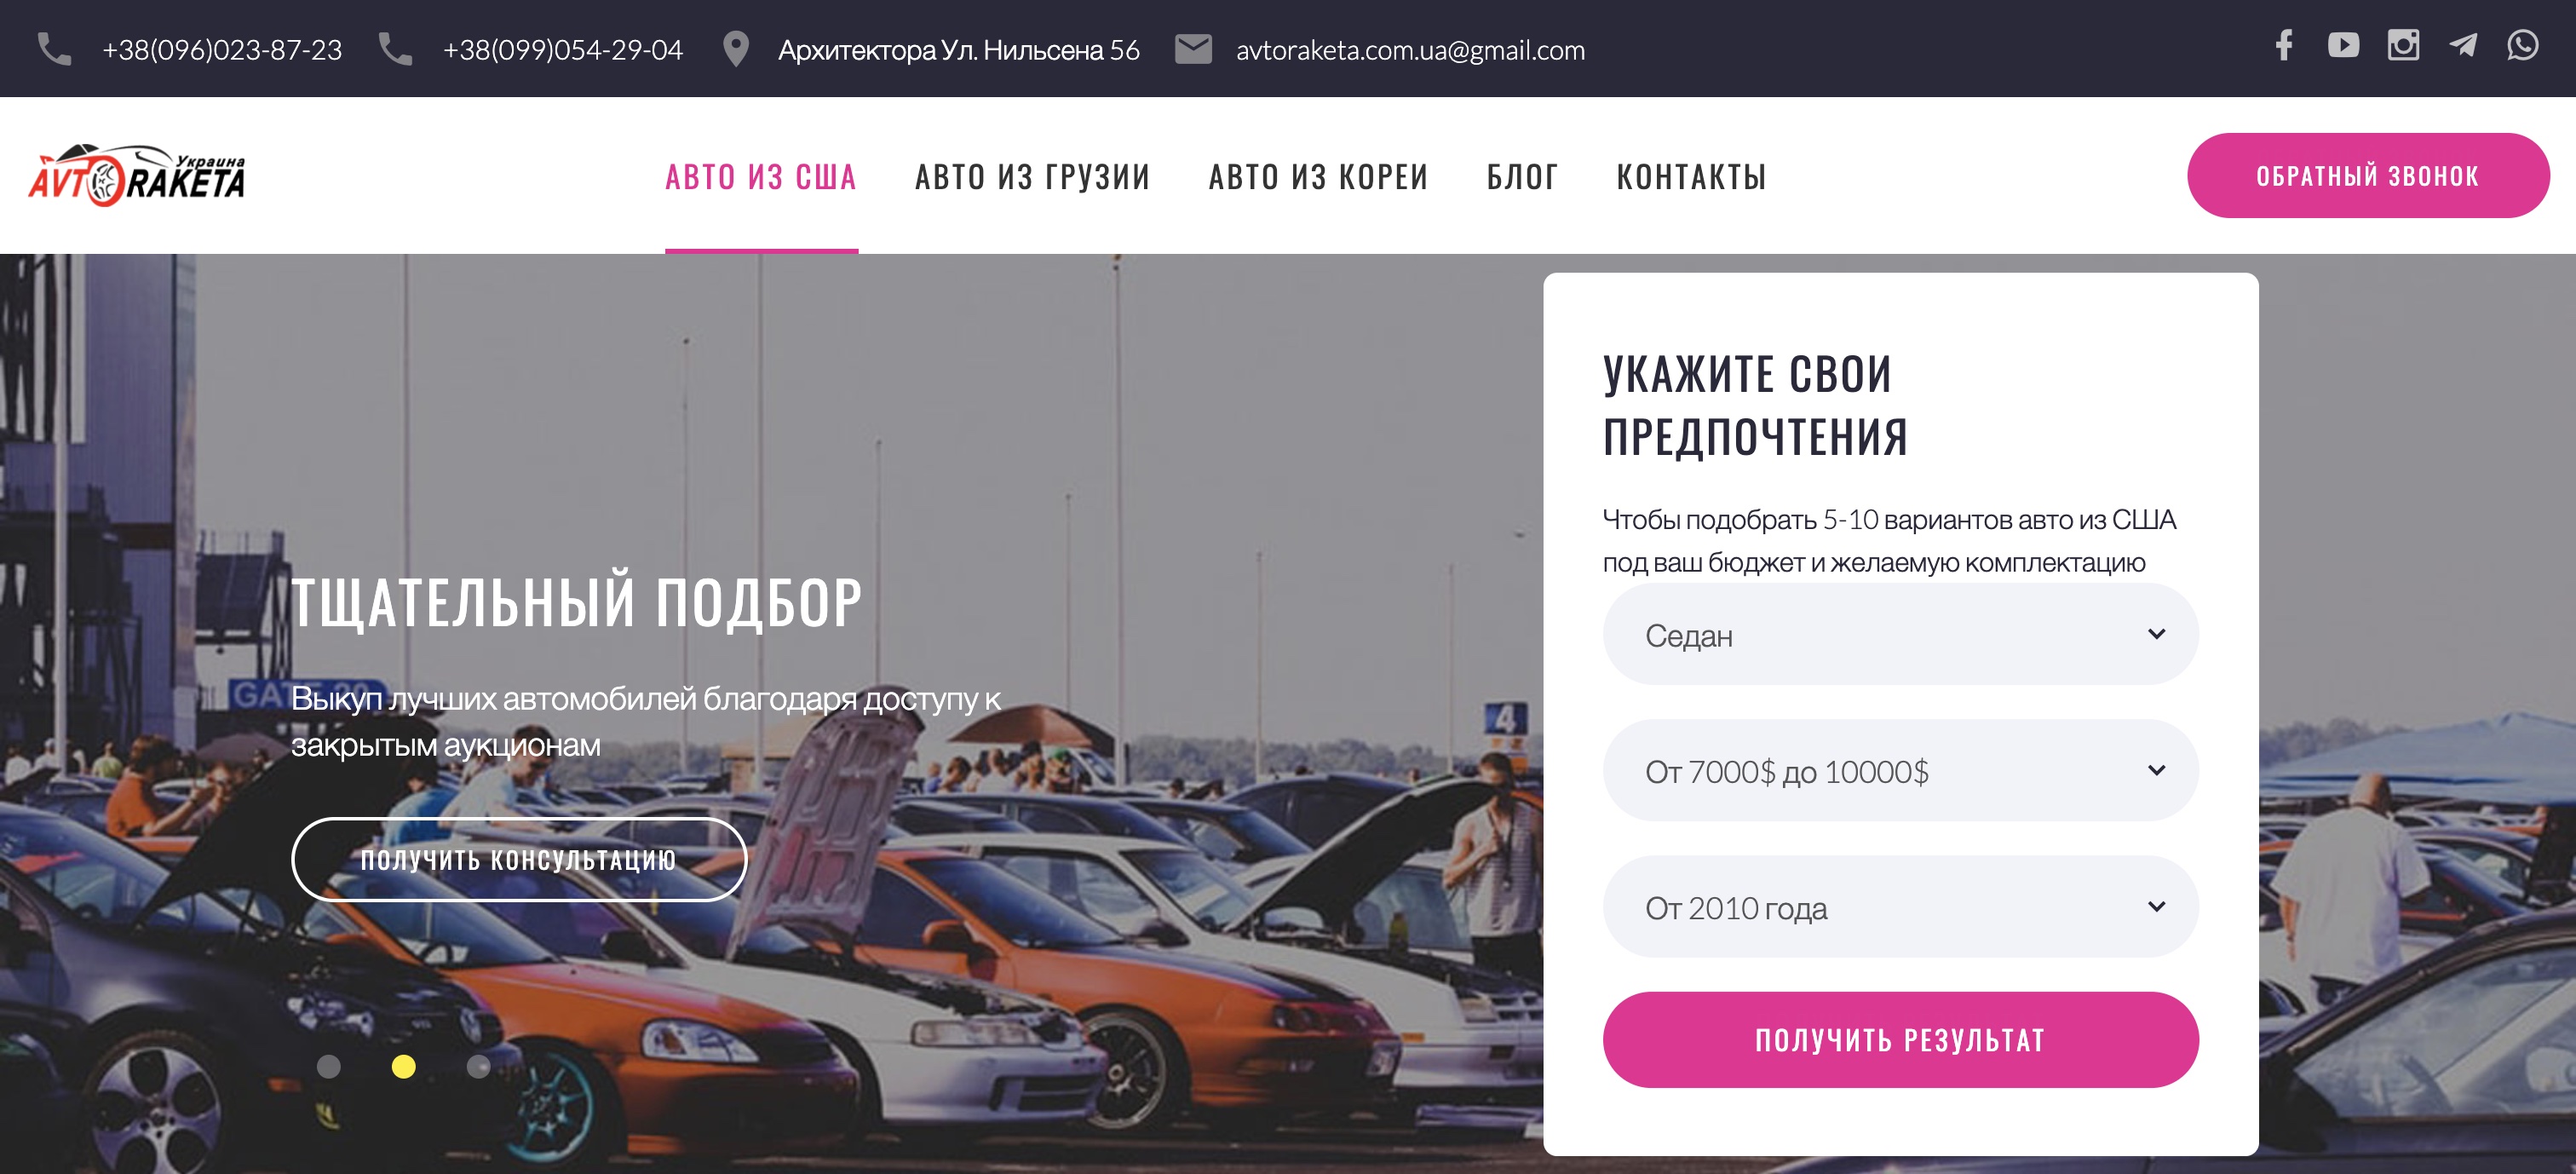 +38(096)023-87-23 +38(099)054-29-04 Архитектора Ул. Нильсена 56 avtoraketa.com.ua@gmail.com
Украина
AVTORAKETA
АВТО ИЗ США АВТО ИЗ ГРУЗИИ АВТО ИЗ КОРЕИ БЛОГ КОНТАКТЫ
ОБРАТНЫЙ ЗВОНОК
ТЩАТЕЛЬНЫЙ ПОДБОР
Выкуп лучших автомобилей благодаря доступу к
закрытым аукционам
ПОЛУЧИТЬ КОНСУЛЬТАЦИЮ
GATE 20
4
УКАЖИТЕ СВОИ
ПРЕДПОЧТЕНИЯ
Чтобы подобрать 5-10 вариантов авто из США
под ваш бюджет и желаемую комплектацию
Седан
От 7000$ до 10000$
От 2010 года
ПОЛУЧИТЬ РЕЗУЛЬТАТ